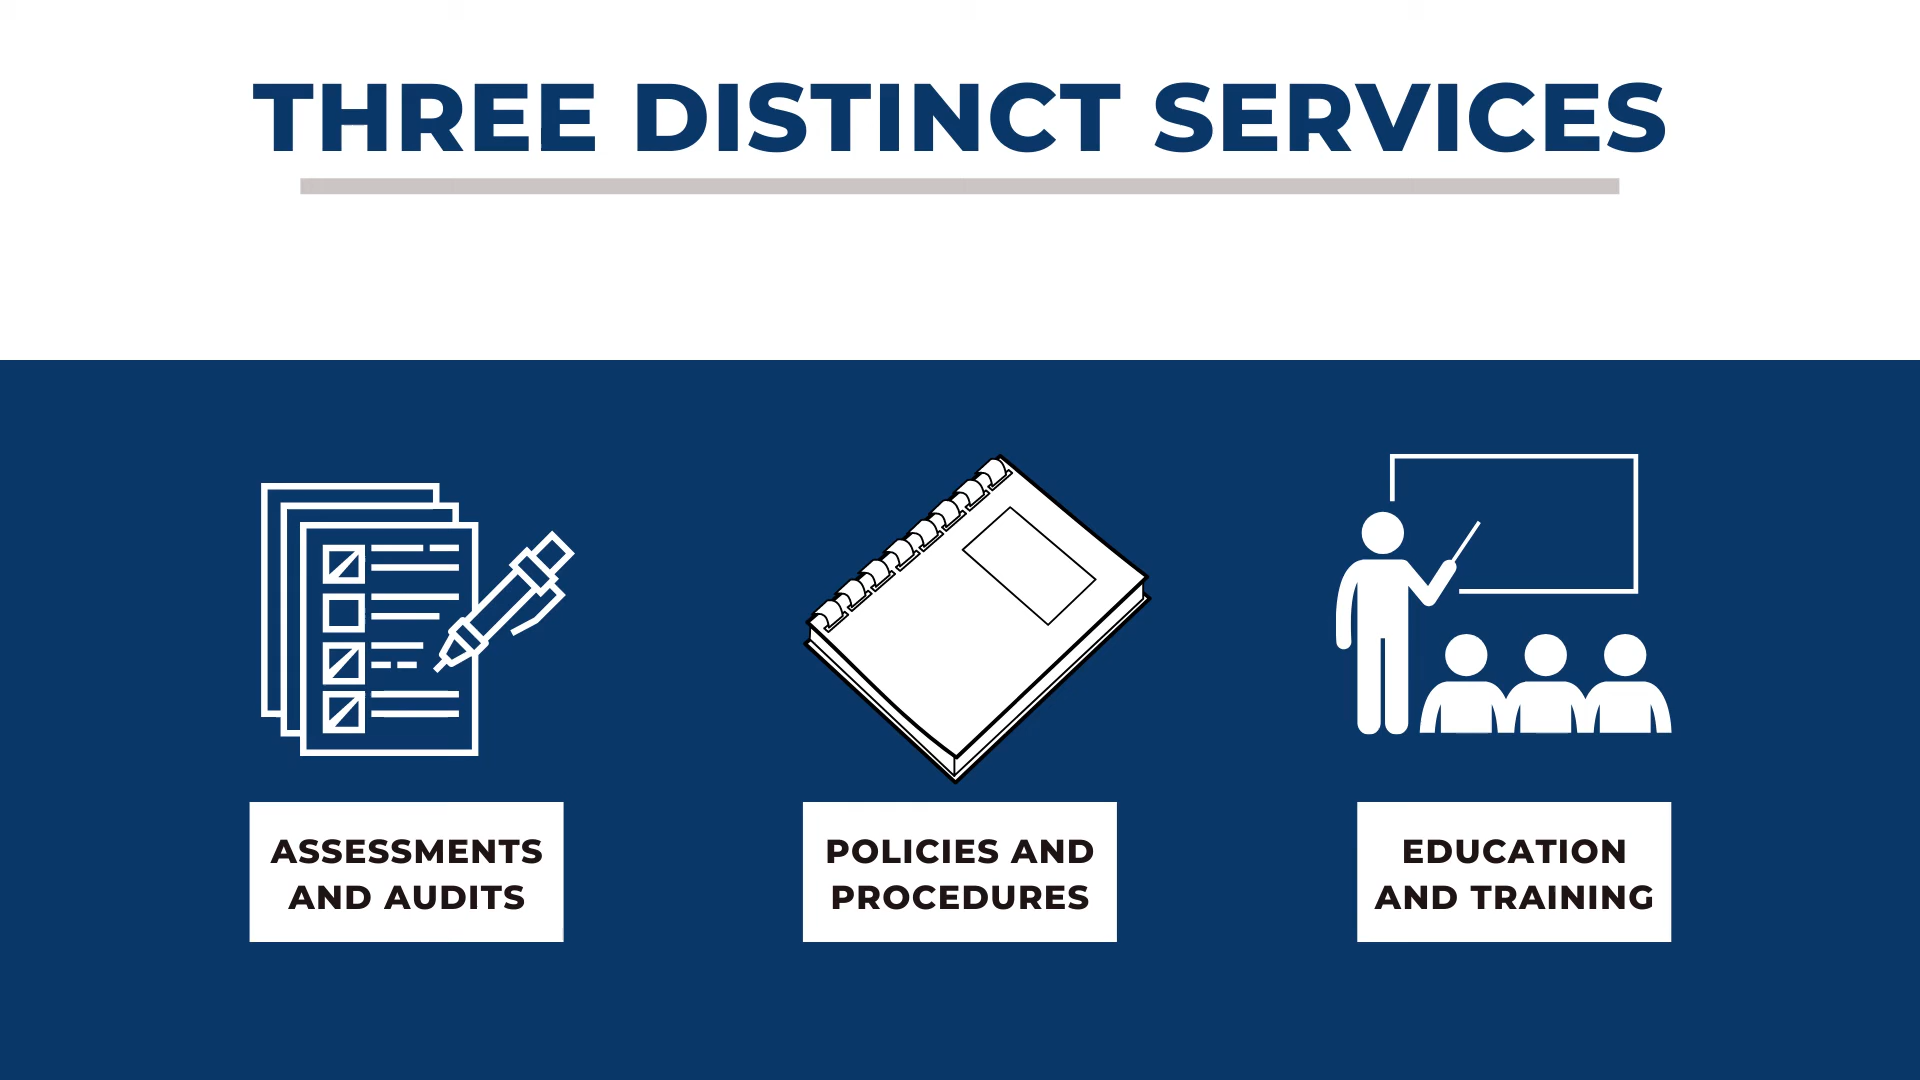 THREE DISTINCT SERVICES
ASSESSMENTS
AND AUDITS
POLICIES AND
PROCEDURES
EDUCATION
AND TRAINING